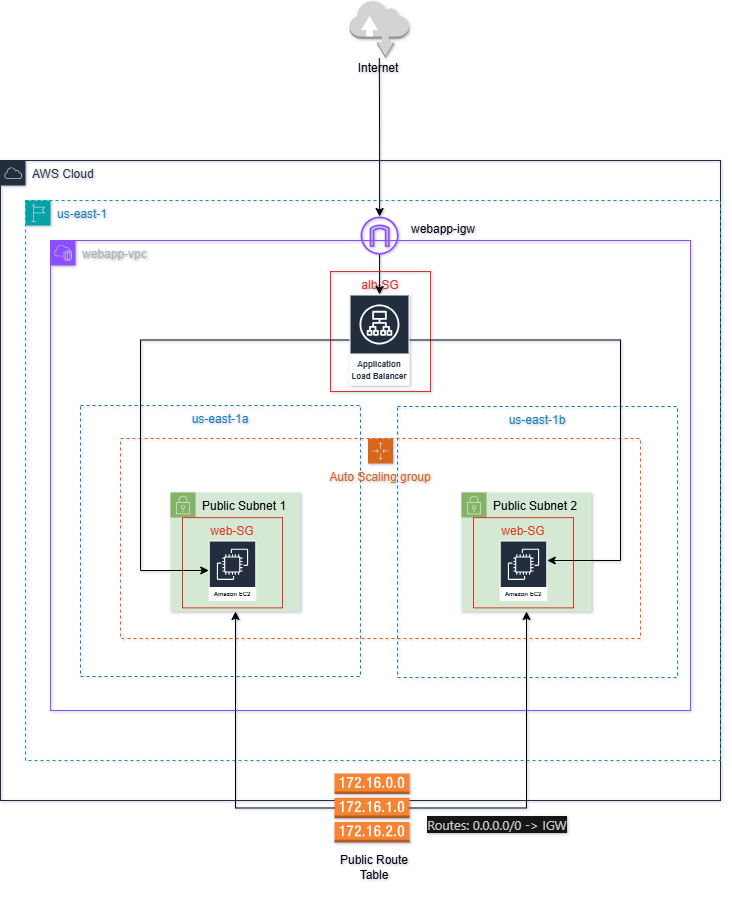 Internet
AWS Cloud
us-east-1
webapp-igw
webapp-vpc
alb-SG
Application
Load Balancer
us-east-1a
us-east-1b
Auto Scaling group
Public Subnet 1
Public Subnet 2
web-SG
web-SG
Amazon EC2
Amazon EC2
172.16.0.0
172.16.1.0
172.16.2.0
Routes: 0.0.0.0/0 -> IGW
Public Route
Table